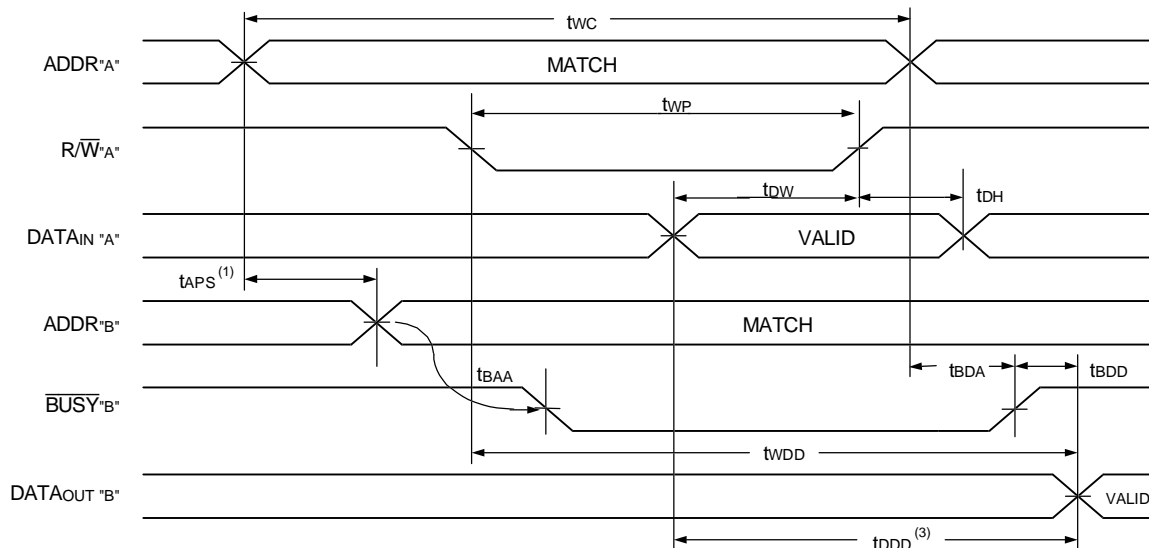 tWC
ADDR"A"
MATCH
tWP
R/W̅"A"
tDW
tDH
DATAIN "A"
VALID
tAPS (1)
ADDR"B"
MATCH
tBAA
tBDA
tBDD
B̅U̅S̅Y̅"B"
tWDD
DATAOUT "B"
VALID
tDDD (3)